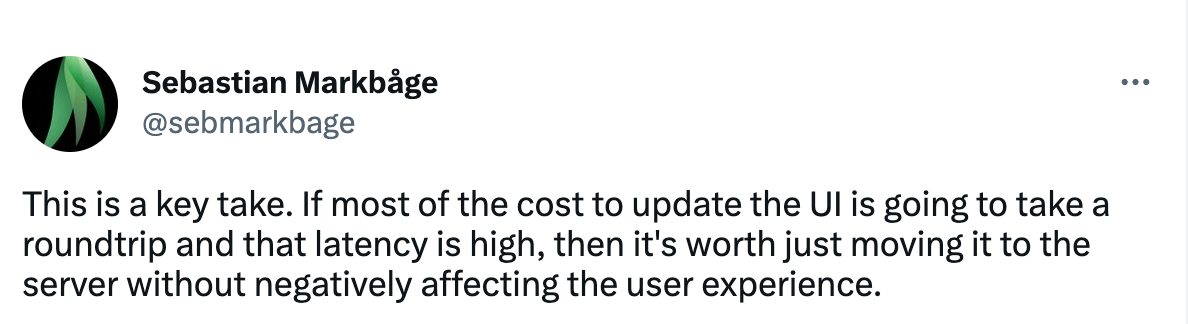 Sebastian Markbåge
@sebmarkbage
This is a key take. If most of the cost to update the UI is going to take a
roundtrip and that latency is high, then it's worth just moving it to the
server without negatively affecting the user experience.